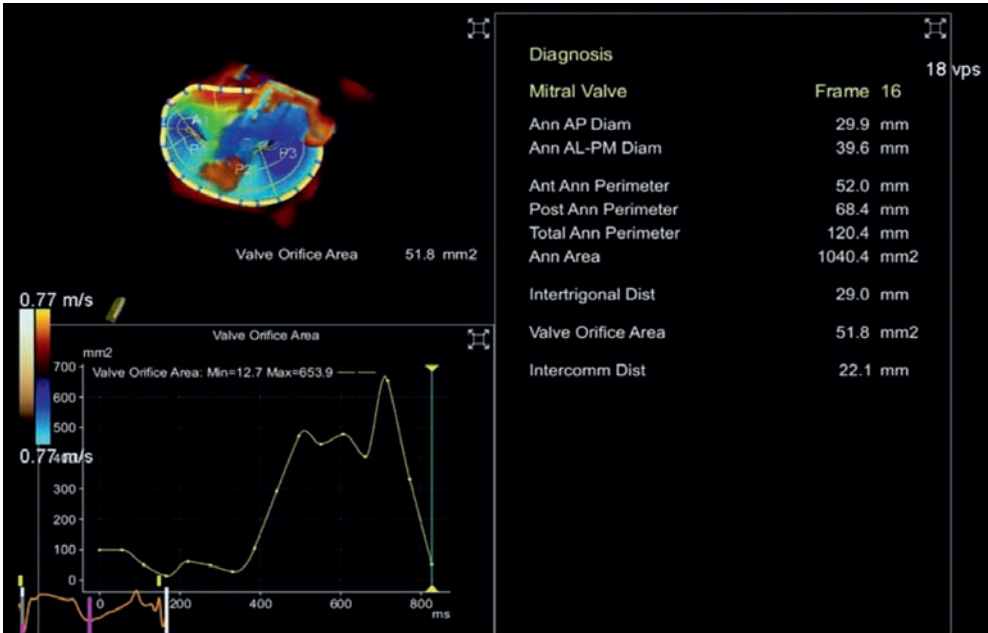 A1
P1
P2
P3
Valve Orifice Area 51.8 mm2
0.77 m/s
0.77 m/s
Valve Orifice Area
mm2
Valve Orifice Area: Min=12.7 Max=653.9
700
600
500
400
300
200
100
0
0 200 400 600 800
ms
Diagnosis
18 vps
Mitral Valve Frame 16
Ann AP Diam 29.9 mm
Ann AL-PM Diam 39.6 mm
Ant Ann Perimeter 52.0 mm
Post Ann Perimeter 68.4 mm
Total Ann Perimeter 120.4 mm
Ann Area 1040.4 mm2
Intertrigonal Dist 29.0 mm
Valve Orifice Area 51.8 mm2
Intercomm Dist 22.1 mm